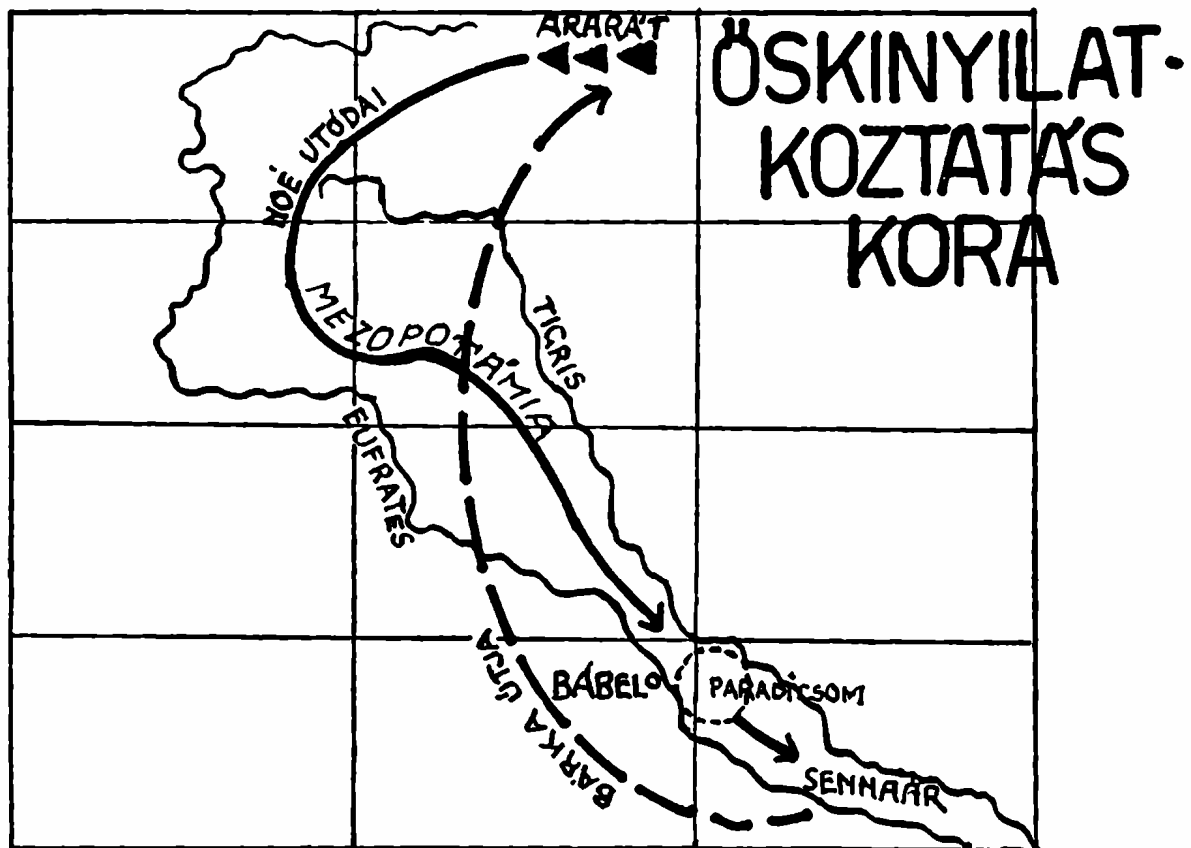 ARARÁT
ŐSKINYILAT-
KOZTATÁS
KORA
NOÉ UTÓDAI
MEZOPOTÁMIA
TIGRIS
EUFRATES
BÁRKA ÚTJA
BÁBEL
PARADICSOM
SENNAÁR